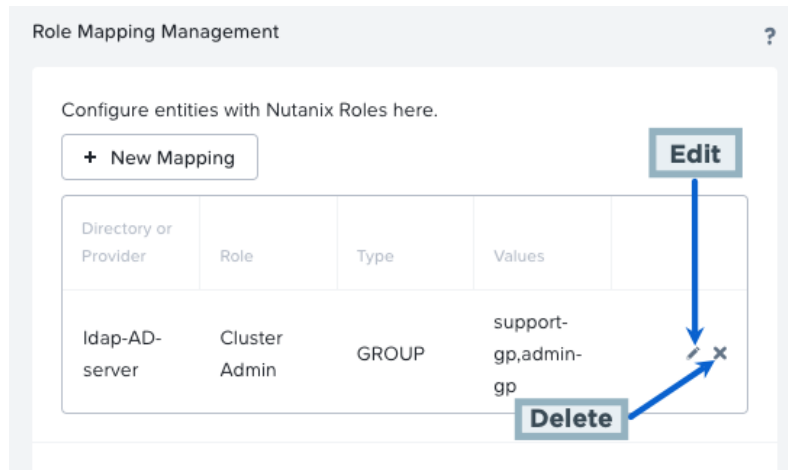 Role Mapping Management
?
Configure entities with Nutanix Roles here.
+ New Mapping
Edit
Directory or
Provider
Role
Type
Values
ldap-AD-
server
Cluster
Admin
GROUP
support-
gp,admin-
gp
Delete